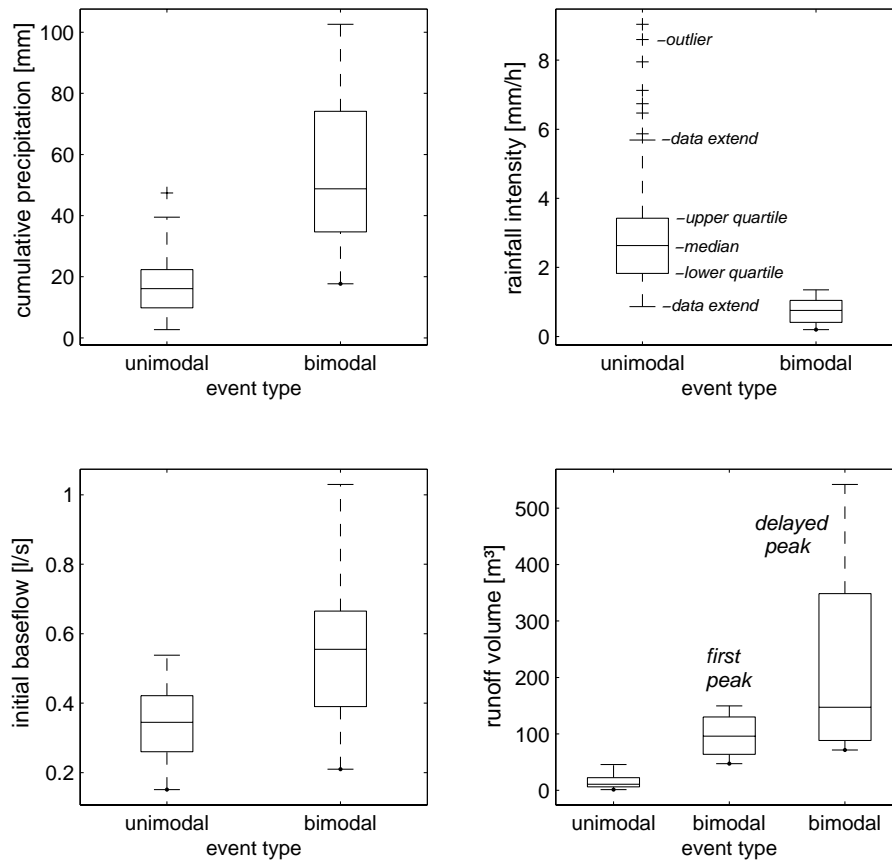 cumulative precipitation [mm]
100
80
60
40
20
0
unimodal bimodal
event type
rainfall intensity [mm/h]
8
6
4
2
0
–outlier
–data extend
–upper quartile
–median
–lower quartile
–data extend
unimodal bimodal
event type
initial baseflow [l/s]
1
0.8
0.6
0.4
0.2
unimodal bimodal
event type
runoff volume [m³]
500
400
300
200
100
0
delayed
peak
first
peak
unimodal bimodal bimodal
event type